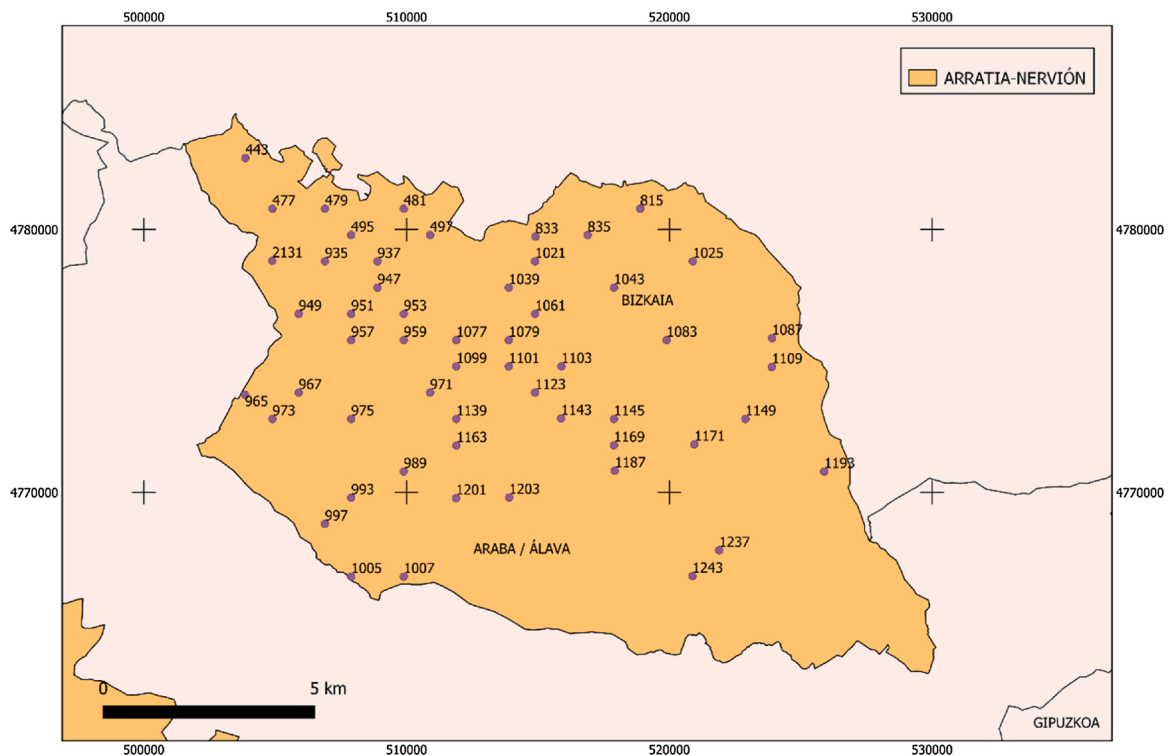 500000 510000 520000 530000
ARRATIA-NERVIÓN
443
477 479 481 815
495 497 833 835
4780000 4780000
2131 935 937 1021 1025
947 1039 1043
BIZKAIA
949 951 953 1061
957 959 1077 1079 1083 1087
1099 1101 1103 1109
965 967 971 1123
973 975 1139 1143 1145 1149
1163 1169 1171
989 1187 1193
4770000 4770000
993 1201 1203
997
1237
ARABA / ÁLAVA
1005 1007 1243
0 5 km
GIPUZKOA
500000 510000 520000 530000